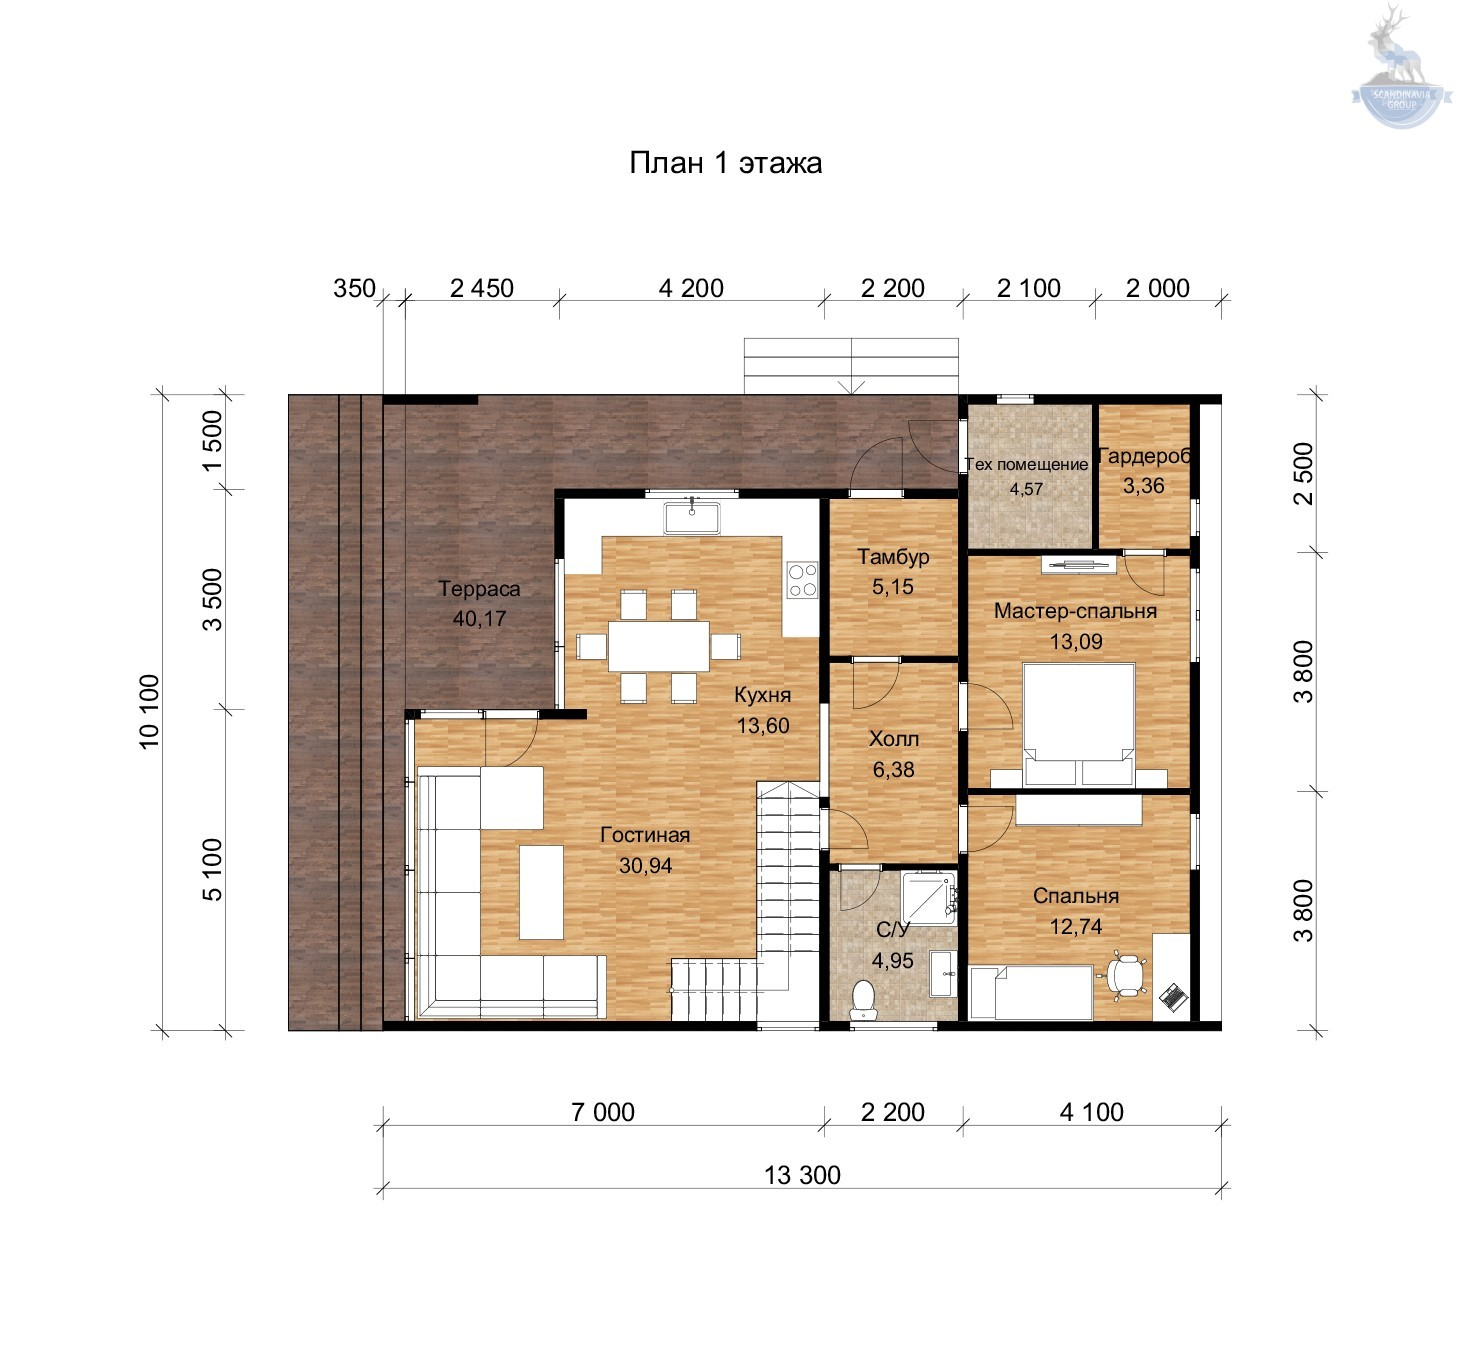 SCANDINAVIA
GROUP
План 1 этажа
350
2 450
4 200
2 200
2 100
2 000
1 500
3 500
5 100
10 100
2 500
3 800
3 800
Тех помещение
4,57
Гардероб
3,36
Тамбур
5,15
Терраса
40,17
Мастер-спальня
13,09
Кухня
13,60
Холл
6,38
Гостиная
30,94
Спальня
12,74
С/У
4,95
7 000
2 200
4 100
13 300